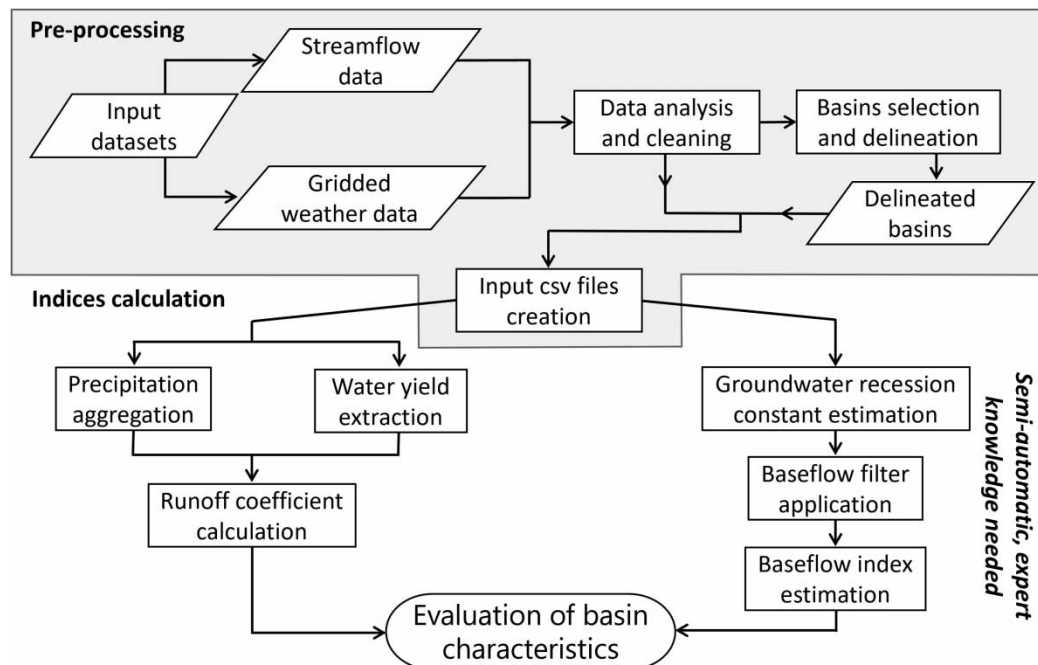 Pre-processing
Streamflow
data
Input
datasets
Gridded
weather data
Data analysis
and cleaning
Basins selection
and delineation
Delineated
basins
Input csv files
creation
Indices calculation
Precipitation
aggregation
Water yield
extraction
Runoff coefficient
calculation
Groundwater recession
constant estimation
Baseflow filter
application
Baseflow index
estimation
Semi-automatic, expert
knowledge needed
Evaluation of basin
characteristics